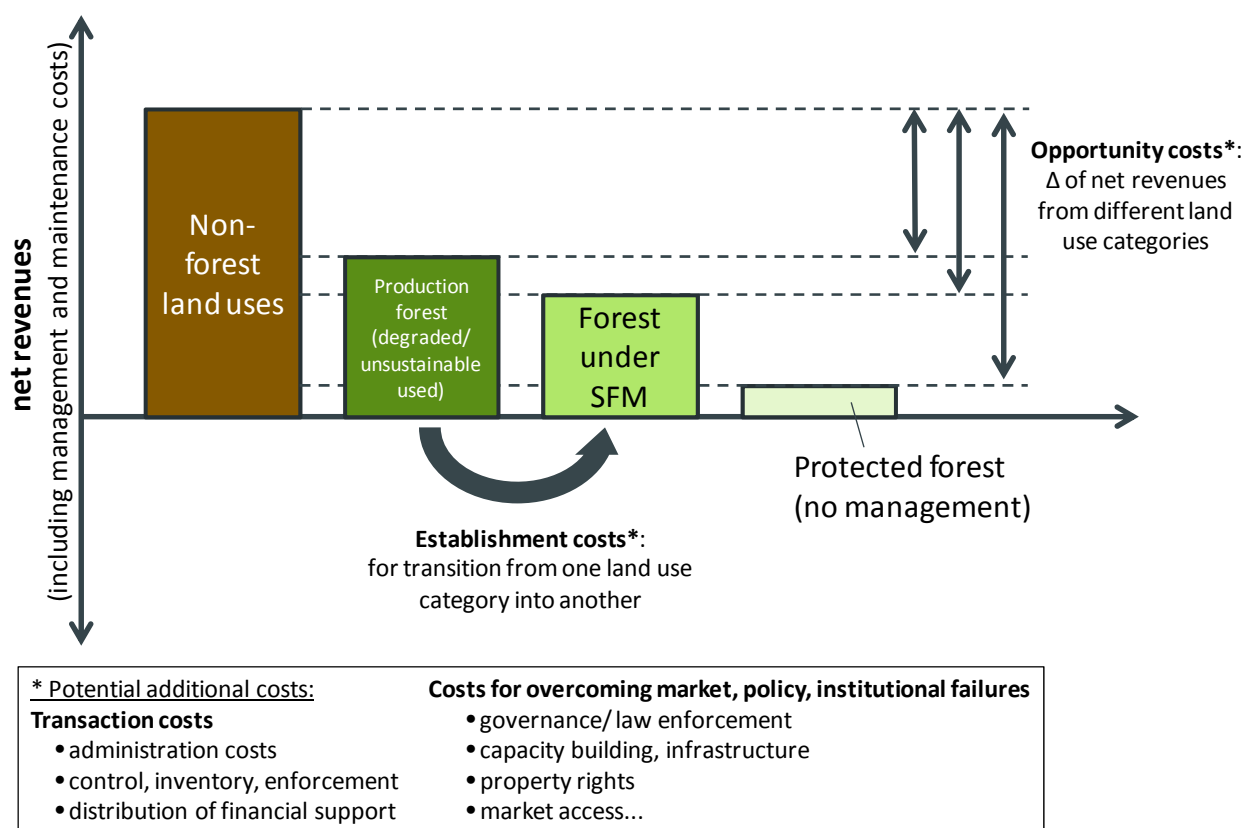 net revenues
(including management and maintenance costs)
Non-
forest
land uses
Production
forest
(degraded/
unsustainable
used)
Forest
under
SFM
Protected forest
(no management)
Opportunity costs*:
Δ of net revenues
from different land
use categories
Establishment costs*:
for transition from one land use
category into another
* Potential additional costs:
Transaction costs
• administration costs
• control, inventory, enforcement
• distribution of financial support
Costs for overcoming market, policy, institutional failures
• governance/ law enforcement
• capacity building, infrastructure
• property rights
• market access...